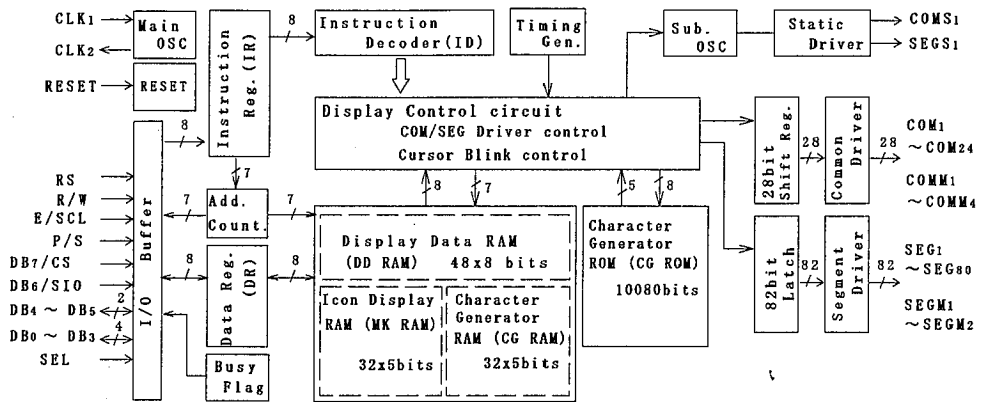 CLK1
CLK2
Main
OSC
RESET
RESET
Instruction
Reg.(IR)
8
Instruction
Decoder(ID)
Timing
Gen.
Sub.
OSC
Static
Driver
COMS1
SEGS1
Display Control circuit
COM/SEG Driver control
Cursor Blink control
28bit
Shift Reg.
28
Common
Driver
28
COM1
~COM24
COMM1
~COMM4
8
7
8
7
5
8
RS
R/W
E/SCL
P/S
DB7/CS
DB6/SIO
DB4 ~ DB5
2
DB0 ~ DB3
4
SEL
I/O Buffer
7
Add.
Count.
7
8
Data Reg.
(DR)
8
Busy
Flag
Display Data RAM
(DD RAM) 48x8 bits
Icon Display
RAM (MK RAM)
32x5bits
Character
Generator
RAM (CG RAM)
32x5bits
Character
Generator
ROM (CG ROM)
10080bits
82bit
Latch
82
Segment
Driver
82
SEG1
~SEG80
SEGM1
~SEGM2